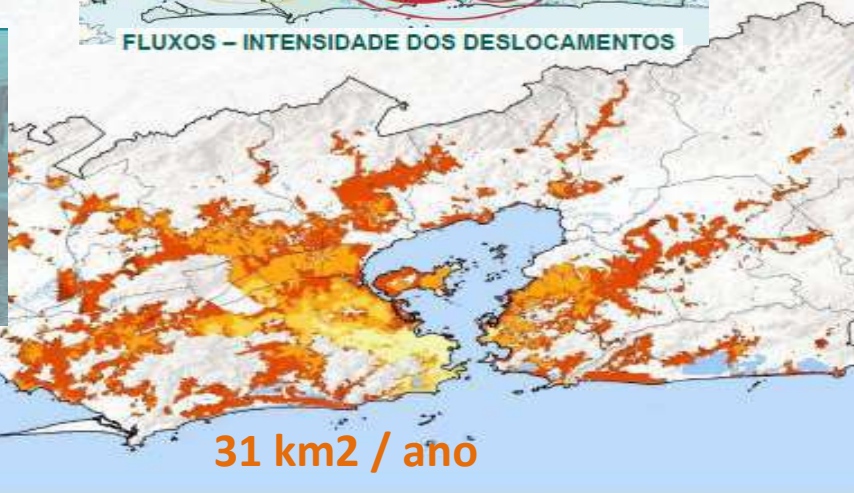 FLUXOS – INTENSIDADE DOS DESLOCAMENTOS
31 km2 / ano